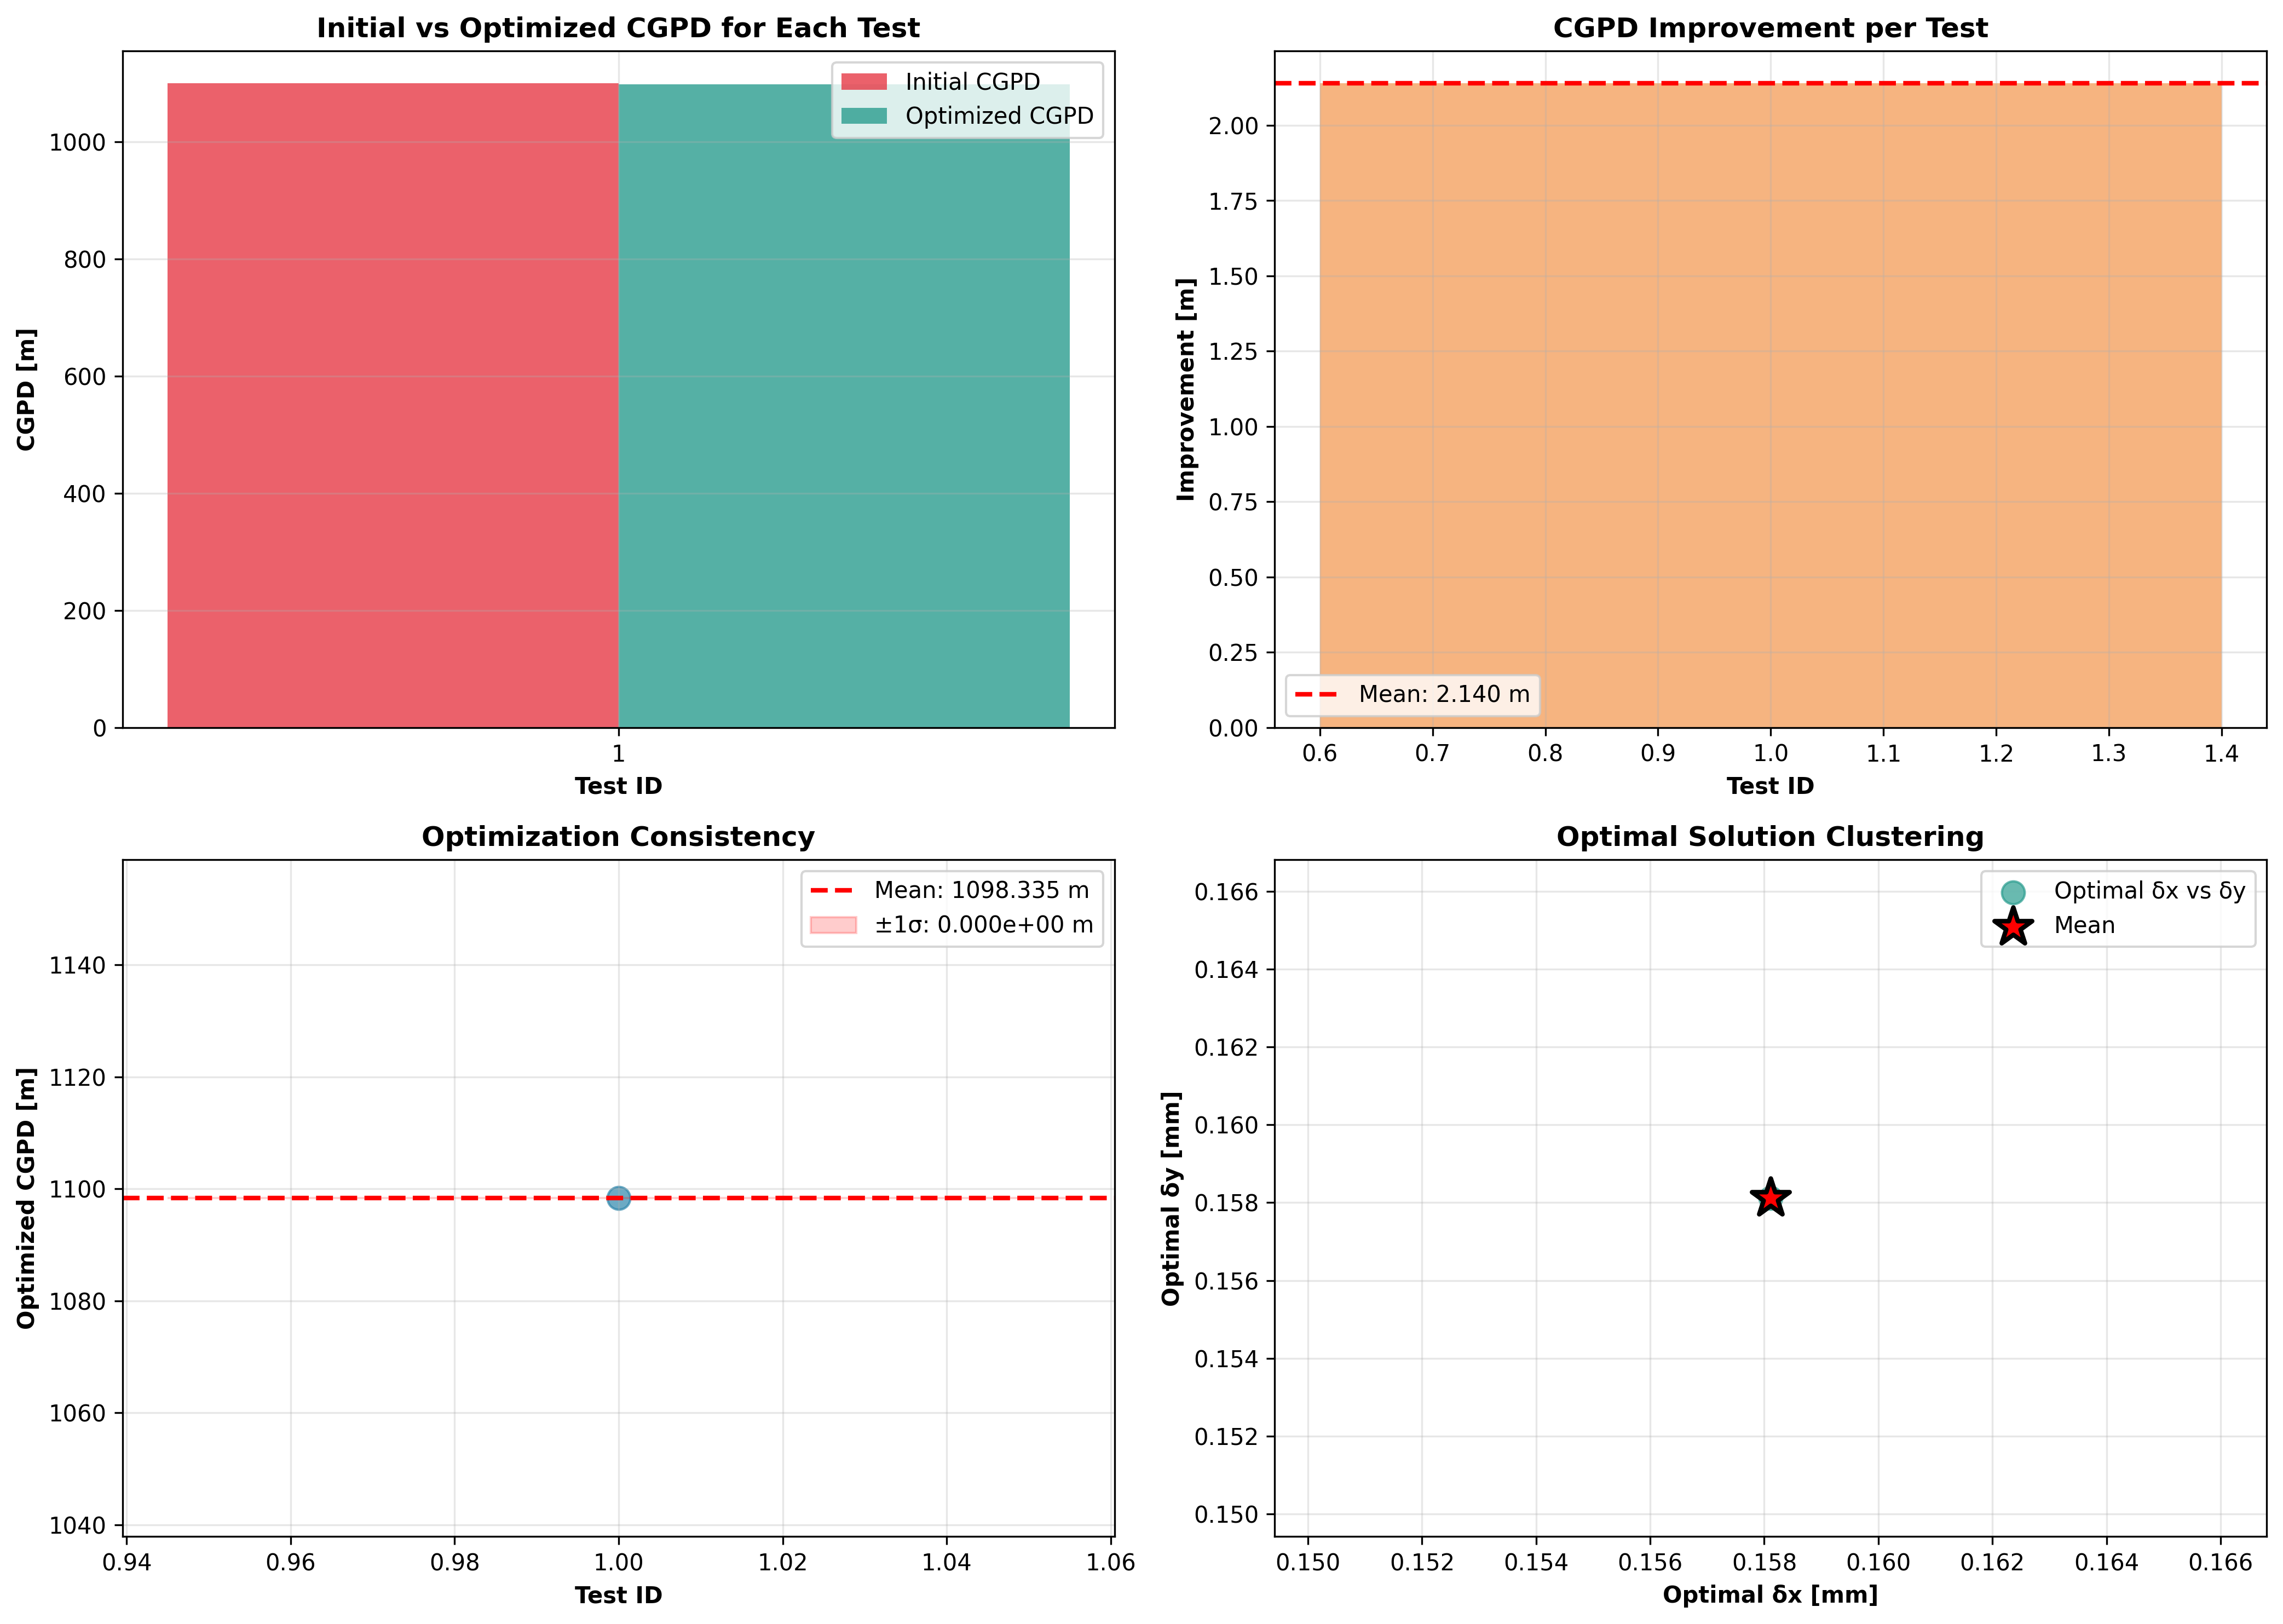 Initial vs Optimized CGPD for Each Test
Initial CGPD
Optimized CGPD
CGPD [m]
1000
800
600
400
200
0
1
Test ID
CGPD Improvement per Test
Improvement [m]
2.00
1.75
1.50
1.25
1.00
0.75
0.50
0.25
0.00
Mean: 2.140 m
0.6 0.7 0.8 0.9 1.0 1.1 1.2 1.3 1.4
Test ID
Optimization Consistency
Mean: 1098.335 m
±1σ: 0.000e+00 m
Optimized CGPD [m]
1140
1120
1100
1080
1060
1040
0.94 0.96 0.98 1.00 1.02 1.04 1.06
Test ID
Optimal Solution Clustering
Optimal δx vs δy
Mean
Optimal δy [mm]
0.166
0.164
0.162
0.160
0.158
0.156
0.154
0.152
0.150
0.150 0.152 0.154 0.156 0.158 0.160 0.162 0.164 0.166
Optimal δx [mm]